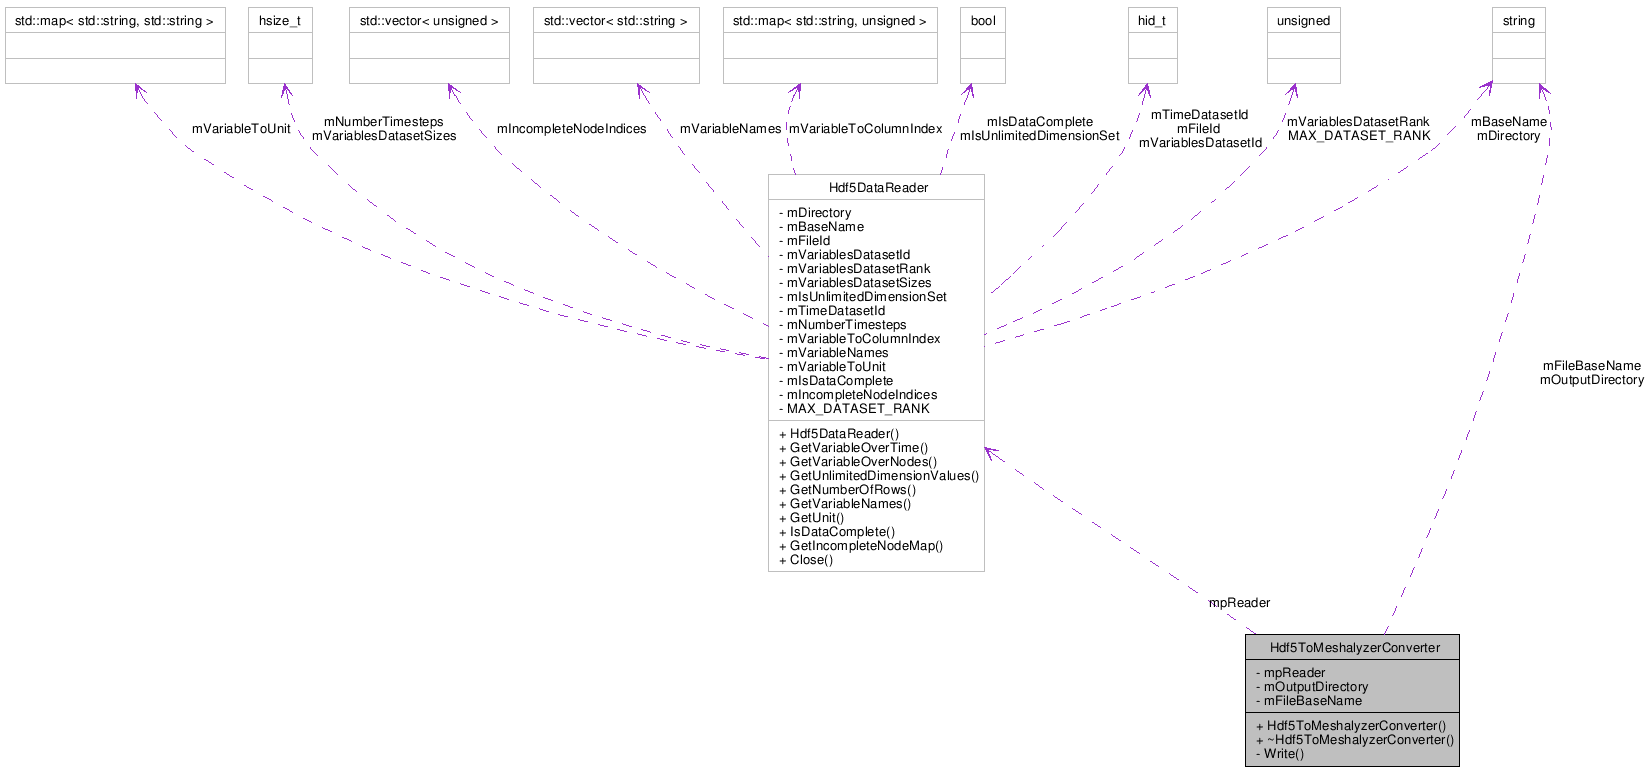 std::map< std::string, std::string >
hsize_t
std::vector< unsigned >
std::vector< std::string >
std::map< std::string, unsigned >
bool
hid_t
unsigned
string
mVariableToUnit
mNumberTimesteps
mVariablesDatasetSizes
mIncompleteNodeIndices
mVariableNames
mVariableToColumnIndex
mIsDataComplete
mIsUnlimitedDimensionSet
mTimeDatasetId
mFileId
mVariablesDatasetId
mVariablesDatasetRank
MAX_DATASET_RANK
mBaseName
mDirectory
Hdf5DataReader
- mDirectory
- mBaseName
- mFileId
- mVariablesDatasetId
- mVariablesDatasetRank
- mVariablesDatasetSizes
- mIsUnlimitedDimensionSet
- mTimeDatasetId
- mNumberTimesteps
- mVariableToColumnIndex
- mVariableNames
- mVariableToUnit
- mIsDataComplete
- mIncompleteNodeIndices
- MAX_DATASET_RANK
+ Hdf5DataReader()
+ GetVariableOverTime()
+ GetVariableOverNodes()
+ GetUnlimitedDimensionValues()
+ GetNumberOfRows()
+ GetVariableNames()
+ GetUnit()
+ IsDataComplete()
+ GetIncompleteNodeMap()
+ Close()
mFileBaseName
mOutputDirectory
mpReader
Hdf5ToMeshalyzerConverter
- mpReader
- mOutputDirectory
- mFileBaseName
+ Hdf5ToMeshalyzerConverter()
+ ~Hdf5ToMeshalyzerConverter()
- Write()